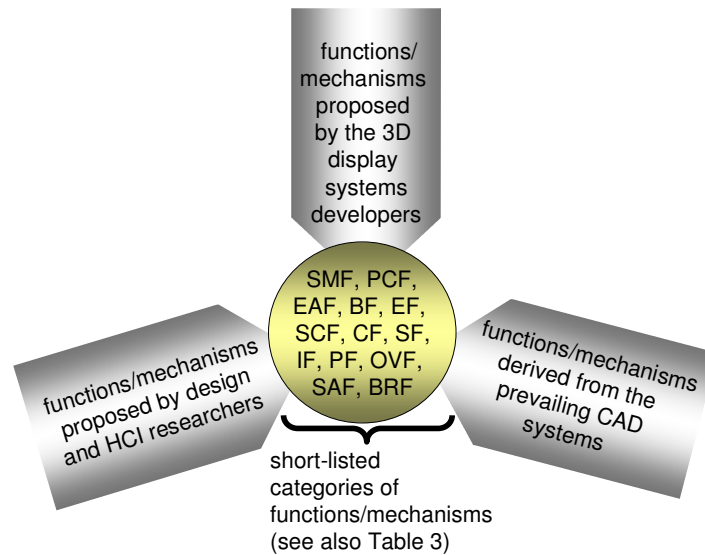 functions/
mechanisms
proposed
by the 3D
display
systems
developers
SMF, PCF,
EAF, BF, EF,
SCF, CF, SF,
IF, PF, OVF,
SAF, BRF
functions/mechanisms
proposed by design
and HCI researchers
functions/mechanisms
derived from the
prevailing CAD
systems
short-listed
categories of
functions/mechanisms
(see also Table 3)